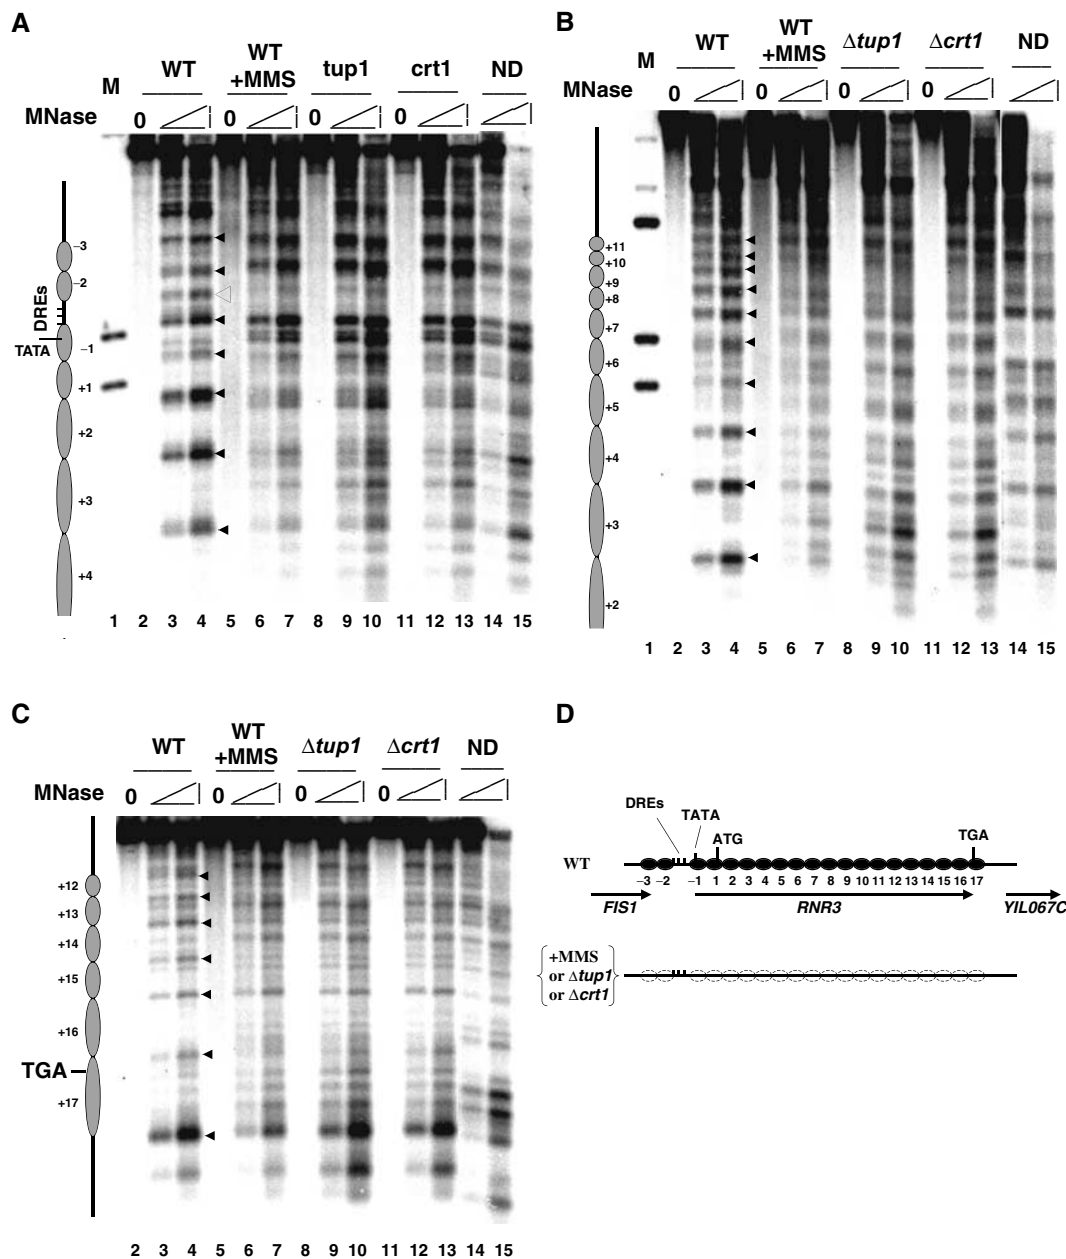 A
WT
WT
+MMS
tup1
crt1
ND
M
MNase
0
0
0
0
−3
−2
DREs
TATA
−1
+1
+2
+3
+4
1 2 3 4 5 6 7 8 9 10 11 12 13 14 15
B
WT
WT
+MMS
Δtup1
Δcrt1
ND
M
MNase
0
0
0
0
+11
+10
+9
+8
+7
+6
+5
+4
+3
+2
1 2 3 4 5 6 7 8 9 10 11 12 13 14 15
C
WT
WT
+MMS
Δtup1
Δcrt1
ND
MNase
0
0
0
0
+12
+13
+14
+15
+16
TGA
+17
2 3 4 5 6 7 8 9 10 11 12 13 14 15
D
DREs
TATA
ATG
TGA
WT
−3 −2 −1 1 2 3 4 5 6 7 8 9 10 11 12 13 14 15 16 17
FIS1
RNR3
YIL067C
+MMS
or Δtup1
or Δcrt1